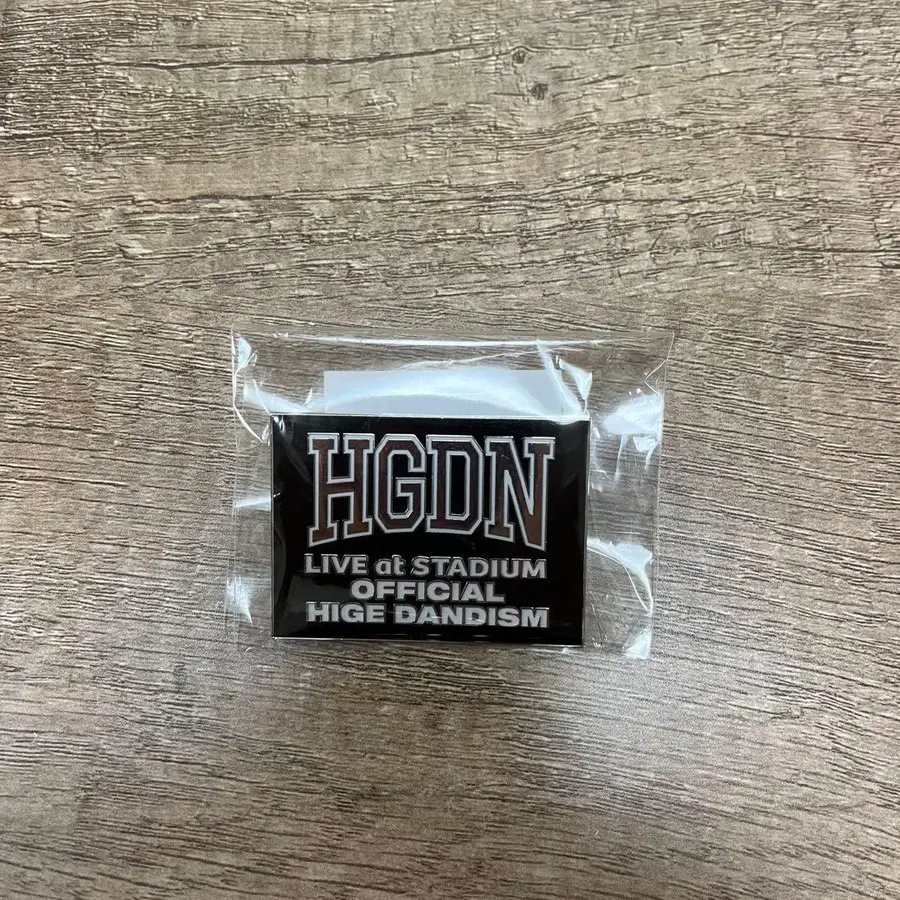 HGDN
LIVE at STADIUM
OFFICIAL
HIGE DANDISM